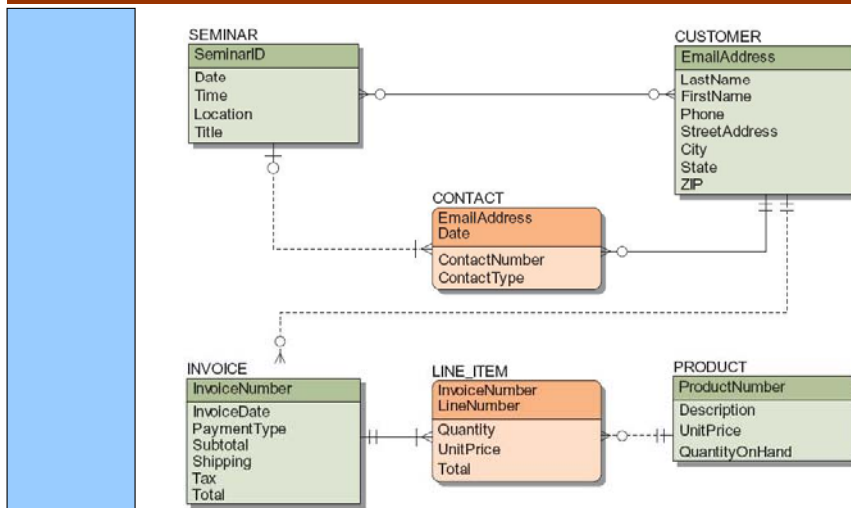 SEMINAR
SeminarID
Date
Time
Location
Title
CUSTOMER
EmailAddress
LastName
FirstName
Phone
StreetAddress
City
State
ZIP
CONTACT
EmailAddress
Date
ContactNumber
ContactType
INVOICE
InvoiceNumber
InvoiceDate
PaymentType
Subtotal
Shipping
Tax
Total
LINE_ITEM
InvoiceNumber
LineNumber
Quantity
UnitPrice
Total
PRODUCT
ProductNumber
Description
UnitPrice
QuantityOnHand